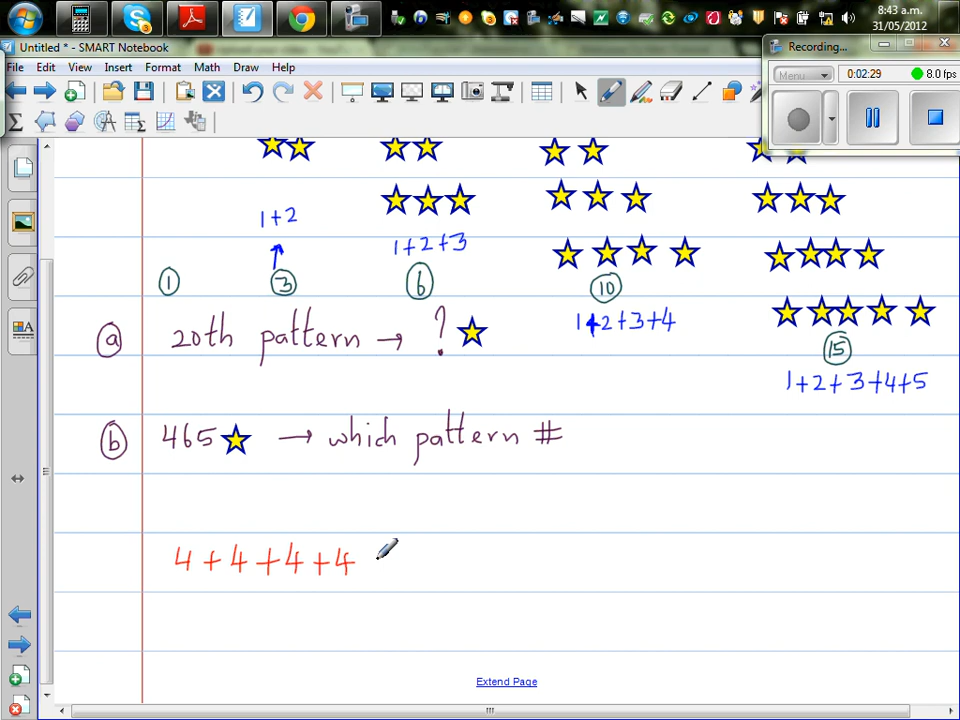 8:43 a.m.
31/05/2012
Untitled * - SMART Notebook
Recording...
File Edit View Insert Format Math Draw Help
Menu 0:02:29 8.0 fps
1+2
1+2+3
1 3 6 10
1+2+3+4
a 20th pattern → ?
15
1+2+3+4+5
b 465 → which pattern #
4+4+4+4
Extend Page